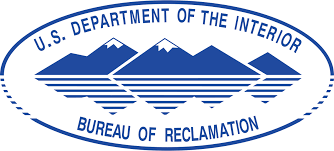 U.S. DEPARTMENT OF THE INTERIOR
BUREAU OF RECLAMATION